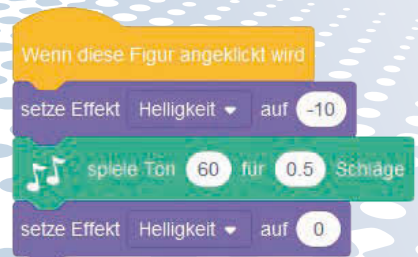 Wenn diese Figur angeklickt wird
setze Effekt Helligkeit auf -10
spiele Ton 60 für 0.5 Schläge
setze Effekt Helligkeit auf 0